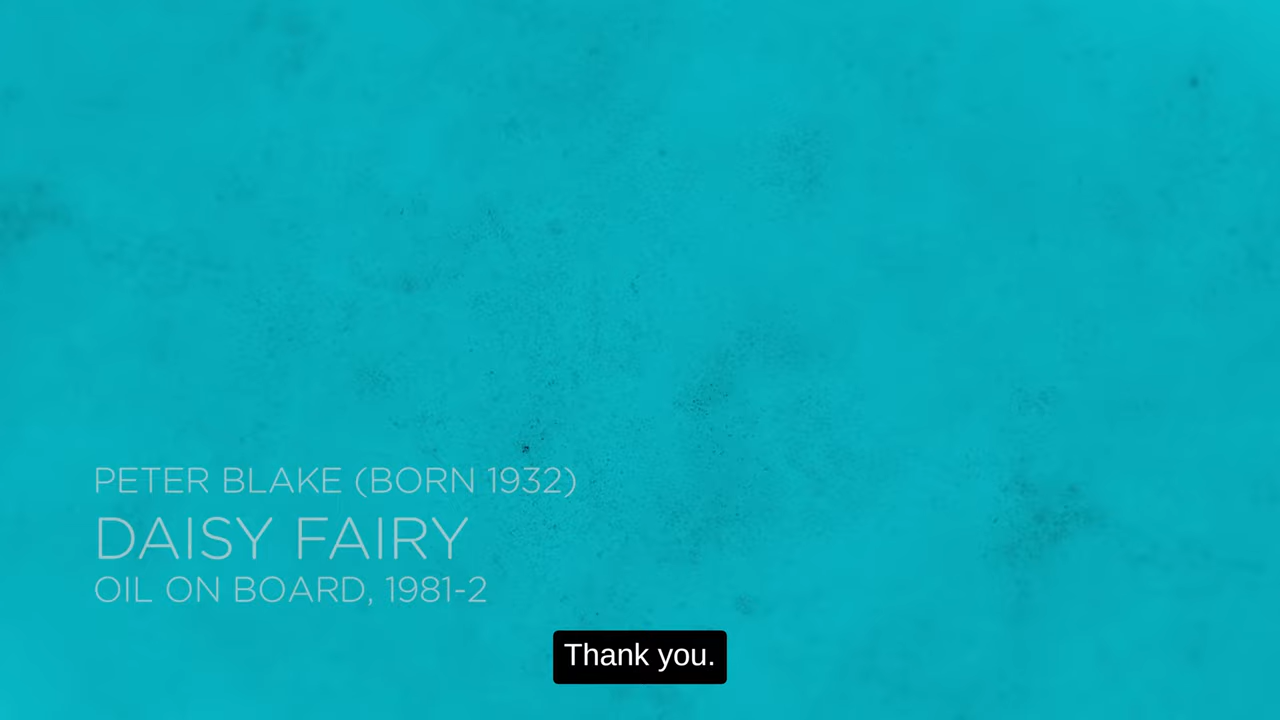 PETER BLAKE (BORN 1932)
DAISY FAIRY
OIL ON BOARD, 1981-2
Thank you.